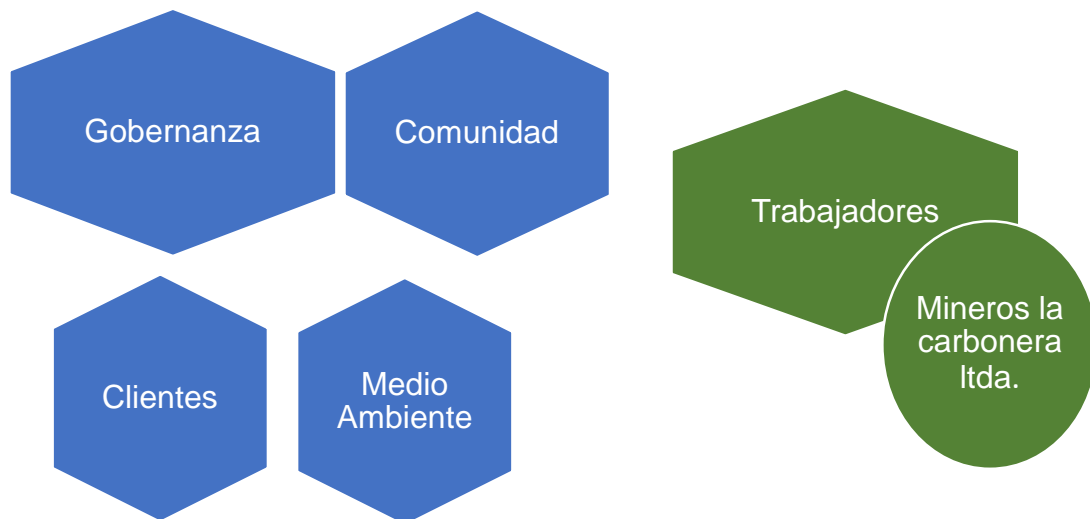 Gobernanza
Comunidad
Trabajadores
Mineros la
carbonera
ltda.
Clientes
Medio
Ambiente